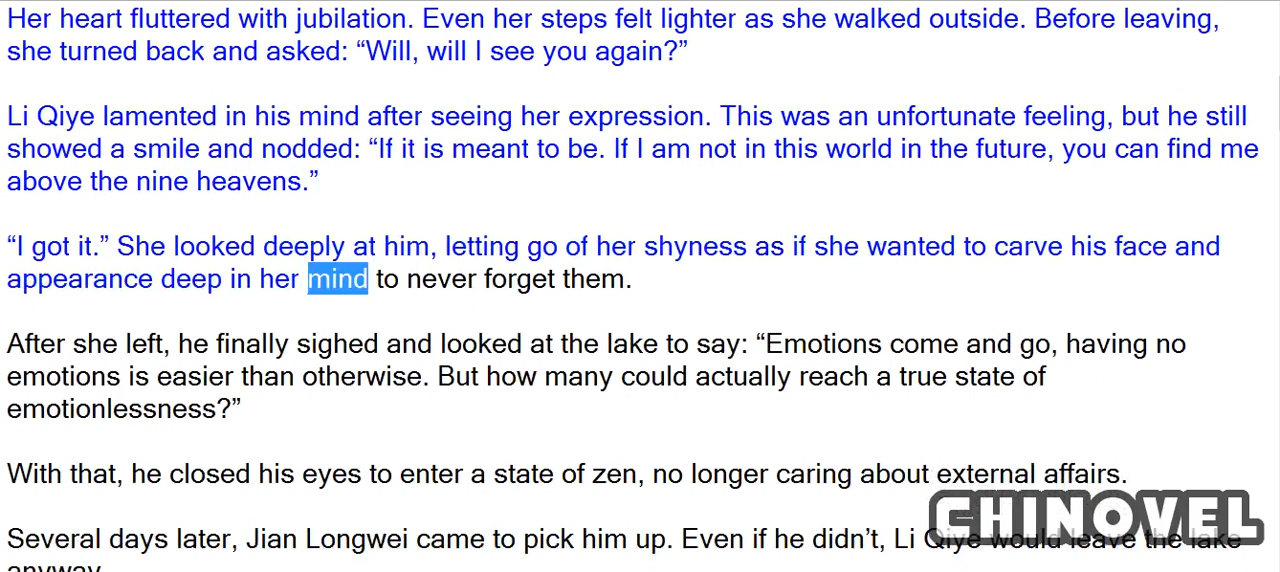 Her heart fluttered with jubilation. Even her steps felt lighter as she walked outside. Before leaving,
she turned back and asked: “Will, will I see you again?”
Li Qiye lamented in his mind after seeing her expression. This was an unfortunate feeling, but he still
showed a smile and nodded: “If it is meant to be. If I am not in this world in the future, you can find me
above the nine heavens.”
“I got it.” She looked deeply at him, letting go of her shyness as if she wanted to carve his face and
appearance deep in her mind to never forget them.
After she left, he finally sighed and looked at the lake to say: “Emotions come and go, having no
emotions is easier than otherwise. But how many could actually reach a true state of
emotionlessness?”
With that, he closed his eyes to enter a state of zen, no longer caring about external affairs.
Several days later, Jian Longwei came to pick him up. Even if he didn’t, Li Qiye would leave the lake
anyway.
CHINOVEL